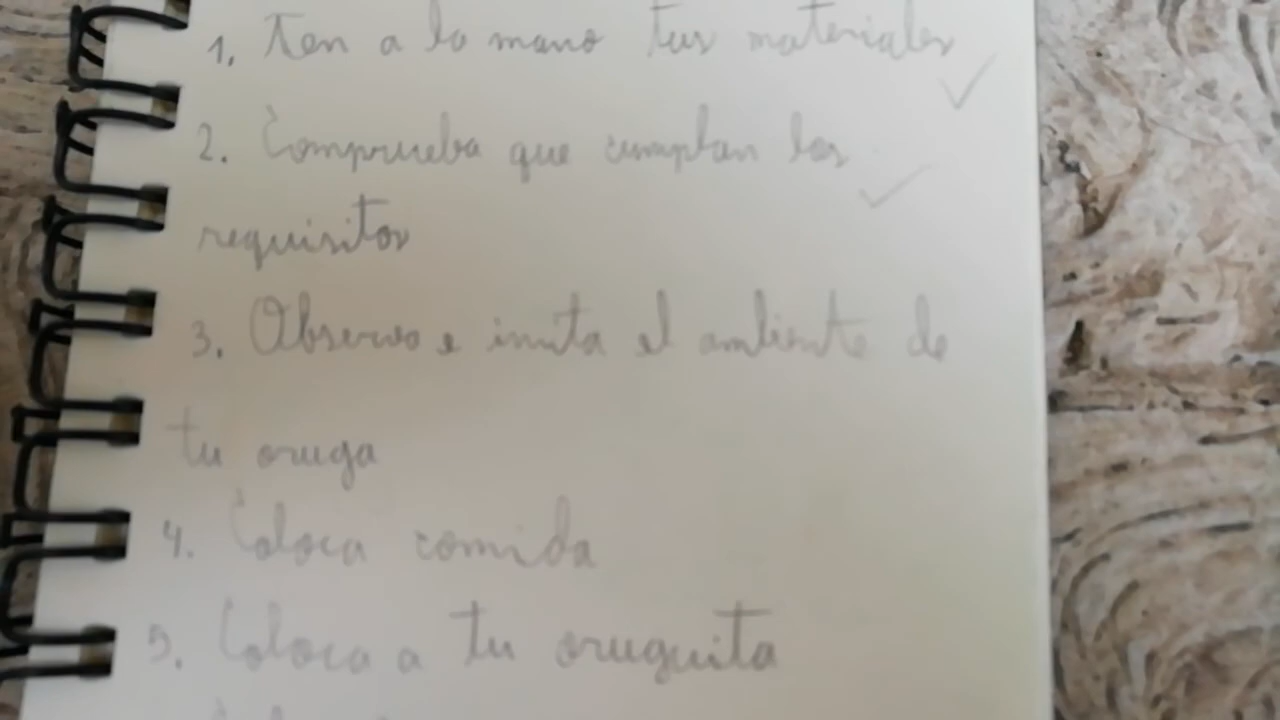 1. Ten a la mano tus materiales
2. Comprueba que cumplan los
requisitos
3. Observa e imita el ambiente de
tu oruga
4. Coloca comida
5. Coloca a tu oruguita